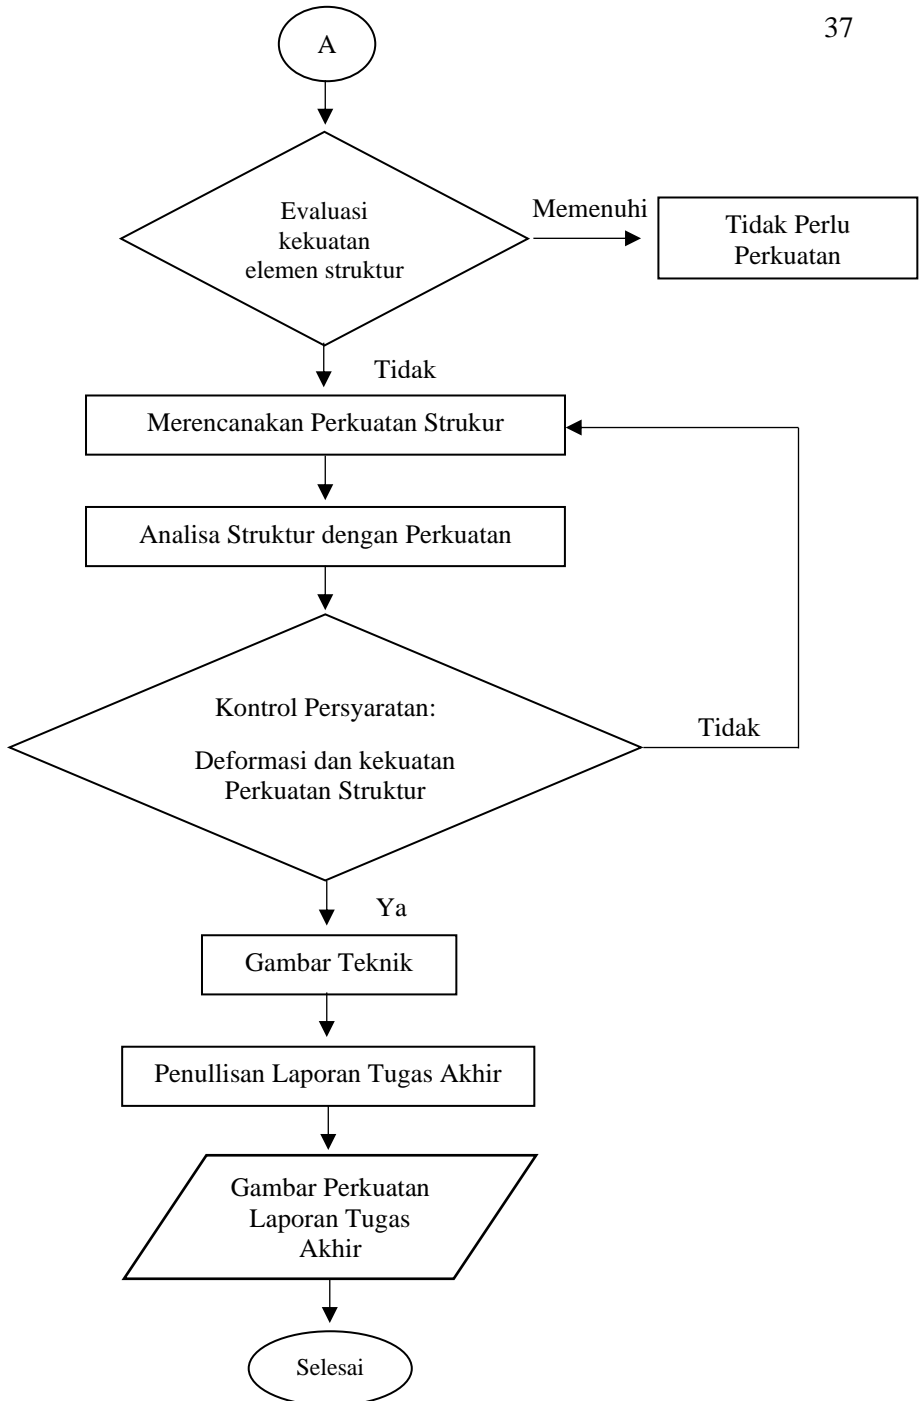 37
A
Evaluasi
kekuatan
elemen struktur
Memenuhi
Tidak Perlu
Perkuatan
Tidak
Merencanakan Perkuatan Strukur
Analisa Struktur dengan Perkuatan
Kontrol Persyaratan:
Deformasi dan kekuatan
Perkuatan Struktur
Tidak
Ya
Gambar Teknik
Penullisan Laporan Tugas Akhir
Gambar Perkuatan
Laporan Tugas
Akhir
Selesai